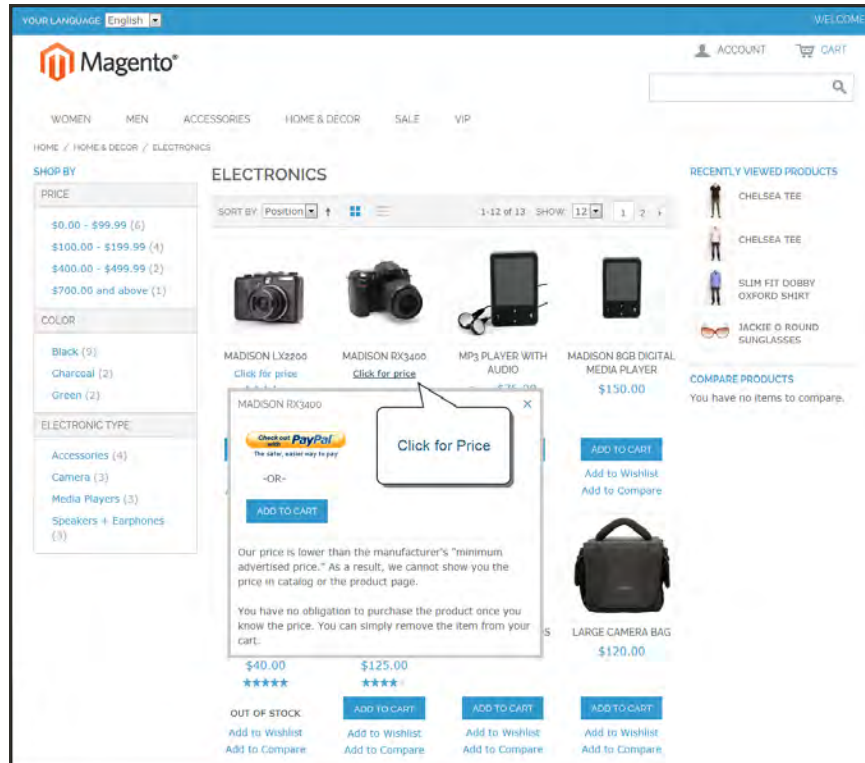 YOUR LANGUAGE: English
WELCOME
Magento®
ACCOUNT
CART
WOMEN MEN ACCESSORIES HOME & DECOR SALE VIP
HOME / HOME & DECOR / ELECTRONICS
SHOP BY
PRICE
$0.00 - $99.99 (6)
$100.00 - $199.99 (4)
$400.00 - $499.99 (2)
$700.00 and above (1)
COLOR
Black (9)
Charcoal (2)
Green (2)
ELECTRONIC TYPE
Accessories (4)
Camera (3)
Media Players (3)
Speakers + Earphones
(3)
ELECTRONICS
SORT BY Position 1-12 of 13 SHOW 12 1 2
MADISON LX2200
Click for price
MADISON RX3400
Click for price
MP3 PLAYER WITH
AUDIO
MADISON 8GB DIGITAL
MEDIA PLAYER
$150.00
ADD TO CART
Add to Wishlist
Add to Compare
MADISON RX3400
Check out
with PayPal
The safer, easier way to pay
-OR-
ADD TO CART
Our price is lower than the manufacturer's "minimum
advertised price." As a result, we cannot show you the
price in catalog or the product page.
You have no obligation to purchase the product once you
know the price. You can simply remove the item from your
cart.
Click for Price
LARGE CAMERA BAG
$120.00
$40.00
$125.00
OUT OF STOCK
Add to Wishlist
Add to Compare
ADD TO CART
Add to Wishlist
Add to Compare
ADD TO CART
Add to Wishlist
Add to Compare
ADD TO CART
Add to Wishlist
Add to Compare
RECENTLY VIEWED PRODUCTS
CHELSEA TEE
CHELSEA TEE
SLIM FIT DOBBY
OXFORD SHIRT
JACKIE O ROUND
SUNGLASSES
COMPARE PRODUCTS
You have no items to compare.